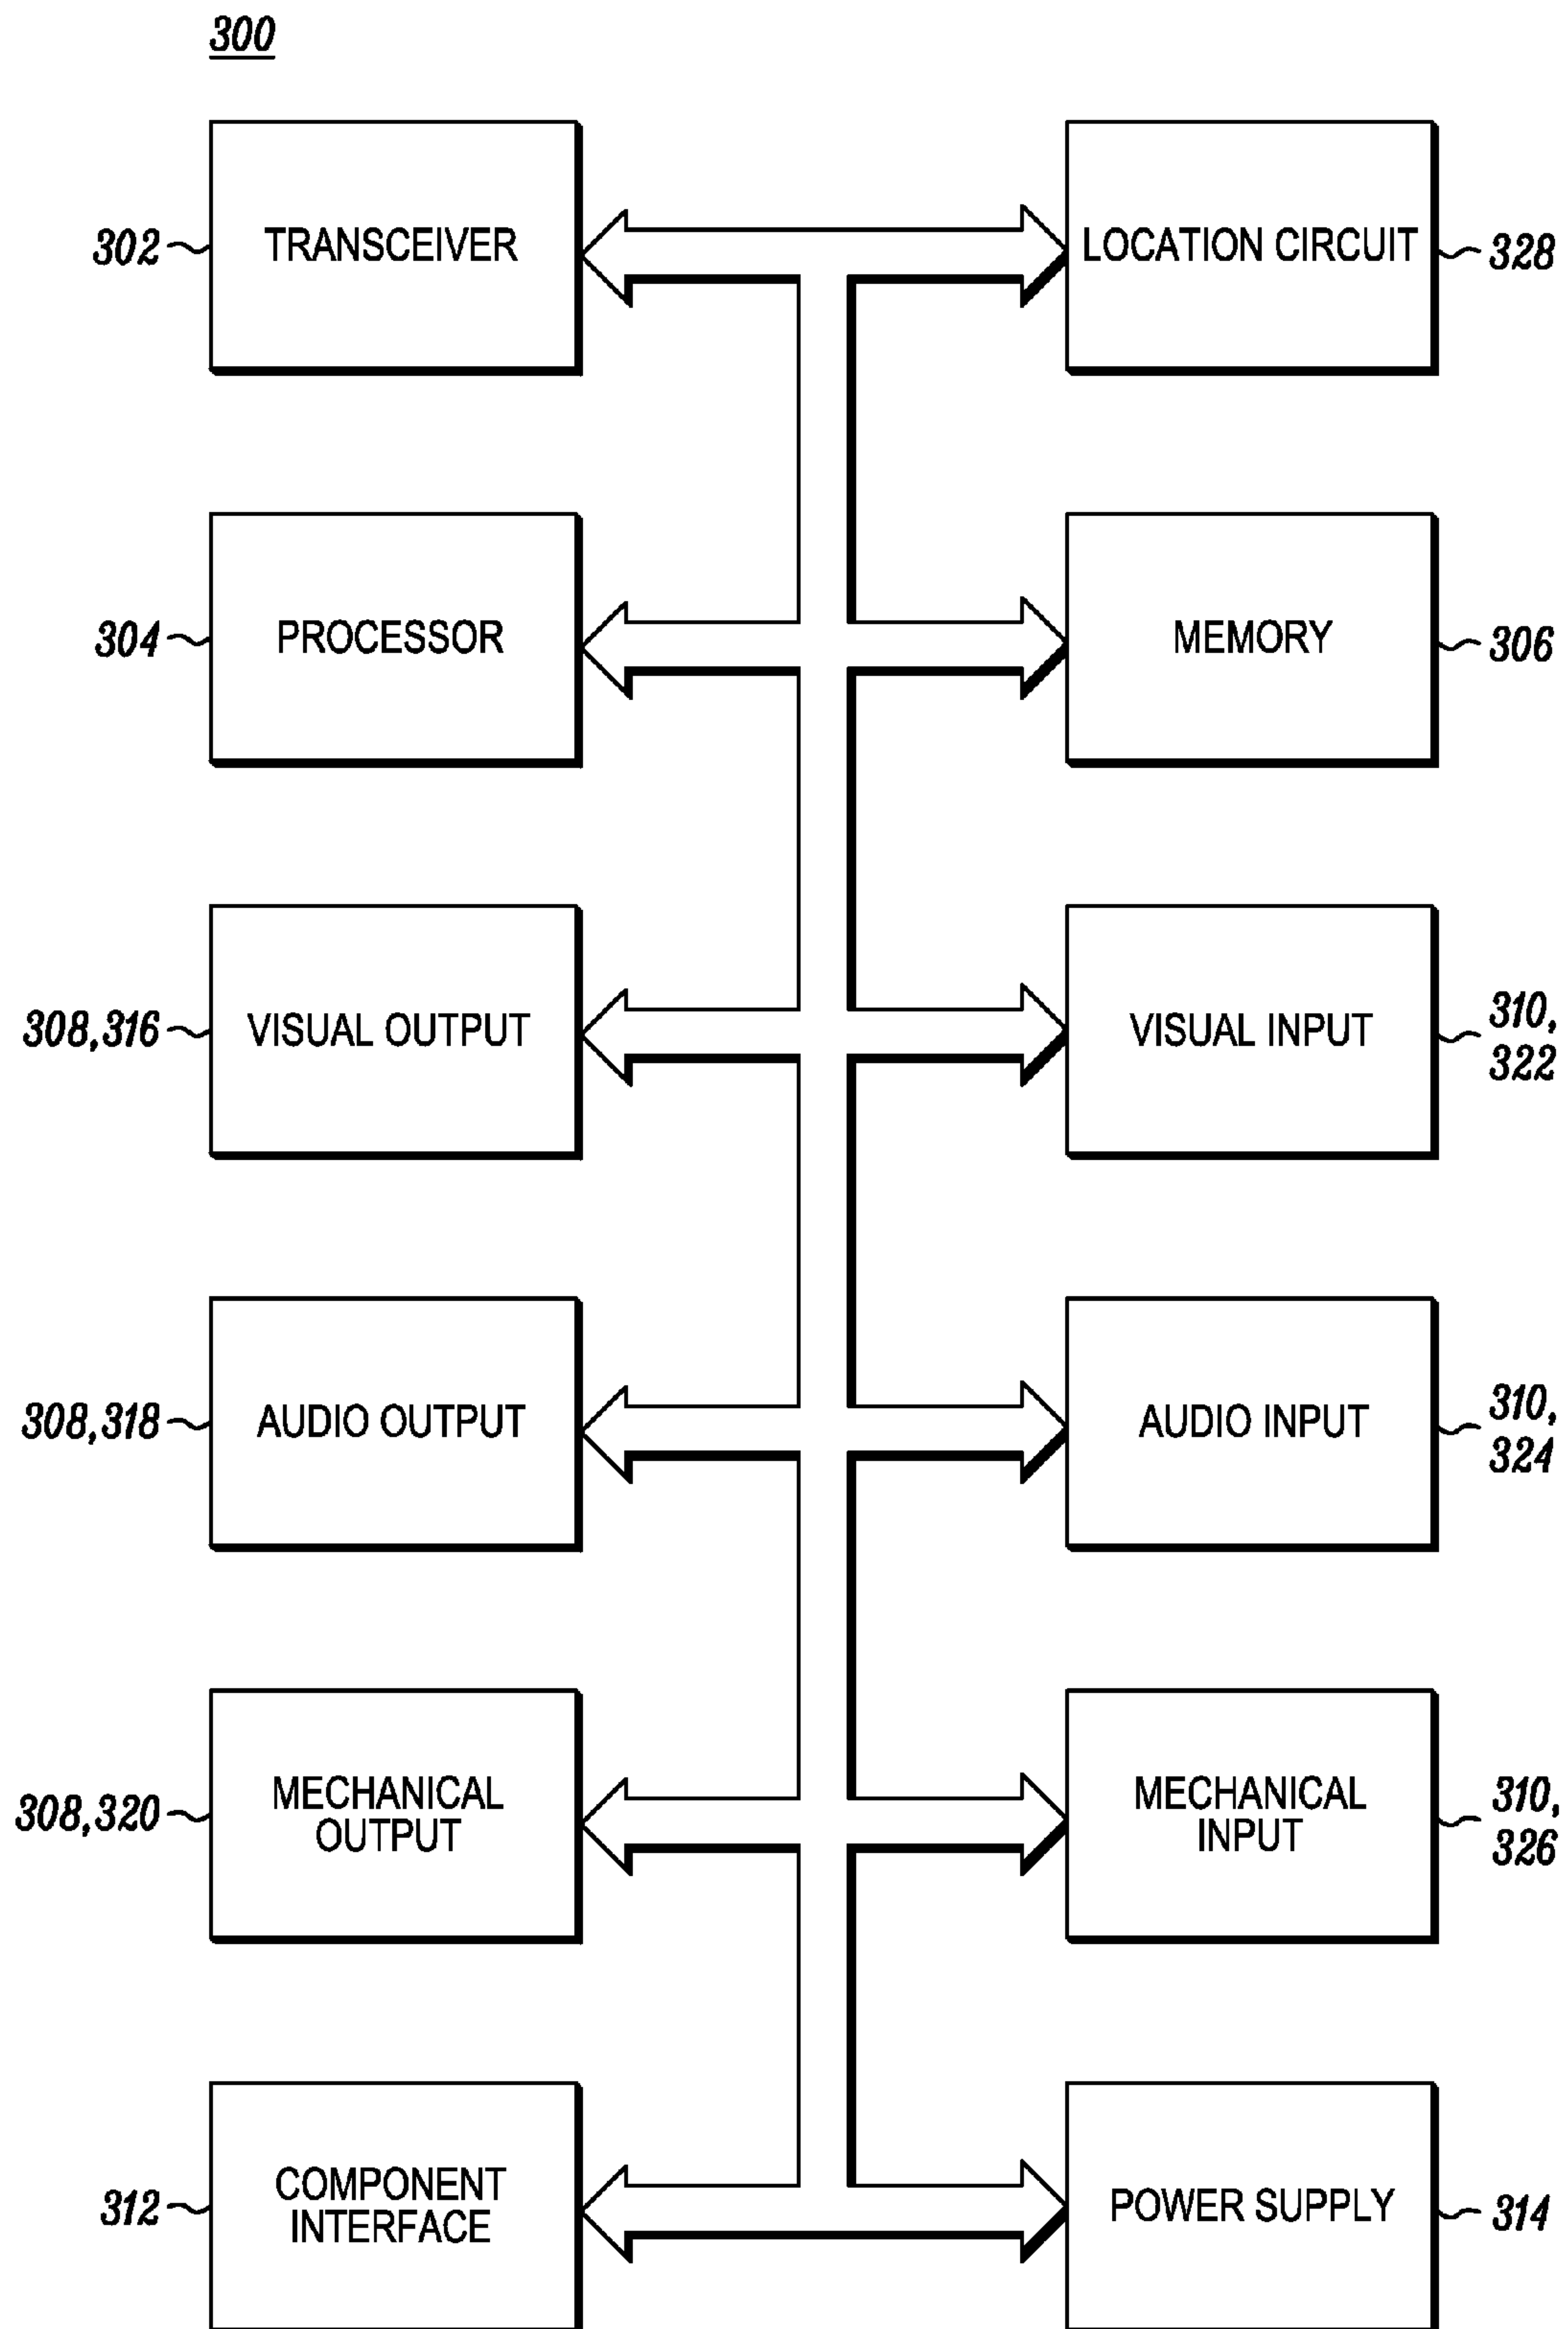 300
302 TRANSCEIVER LOCATION CIRCUIT 328
304 PROCESSOR MEMORY 306
308,316 VISUAL OUTPUT VISUAL INPUT 310,
322
308,318 AUDIO OUTPUT AUDIO INPUT 310,
324
308,320 MECHANICAL MECHANICAL 310,
OUTPUT INPUT 326
312 COMPONENT POWER SUPPLY 314
INTERFACE